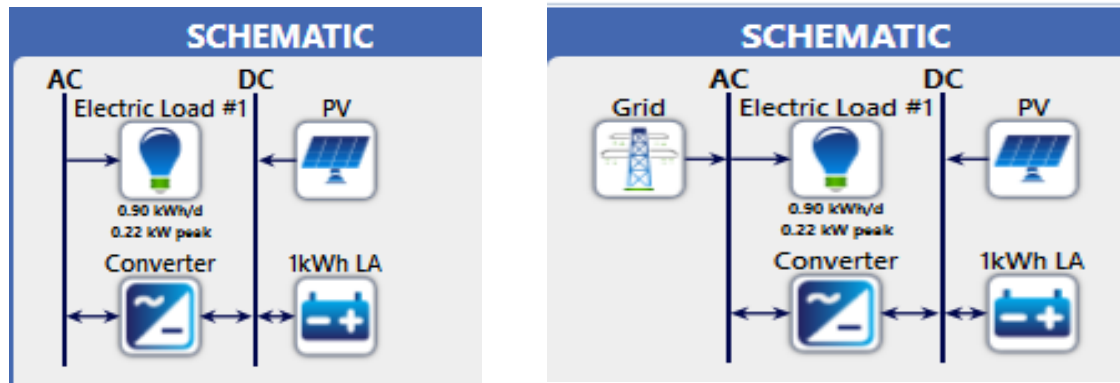 SCHEMATIC
AC DC
Electric Load #1 PV
0.90 kWh/d
0.22 kW peak
Converter 1kWh LA
SCHEMATIC
AC DC
Grid Electric Load #1 PV
0.90 kWh/d
0.22 kW peak
Converter 1kWh LA